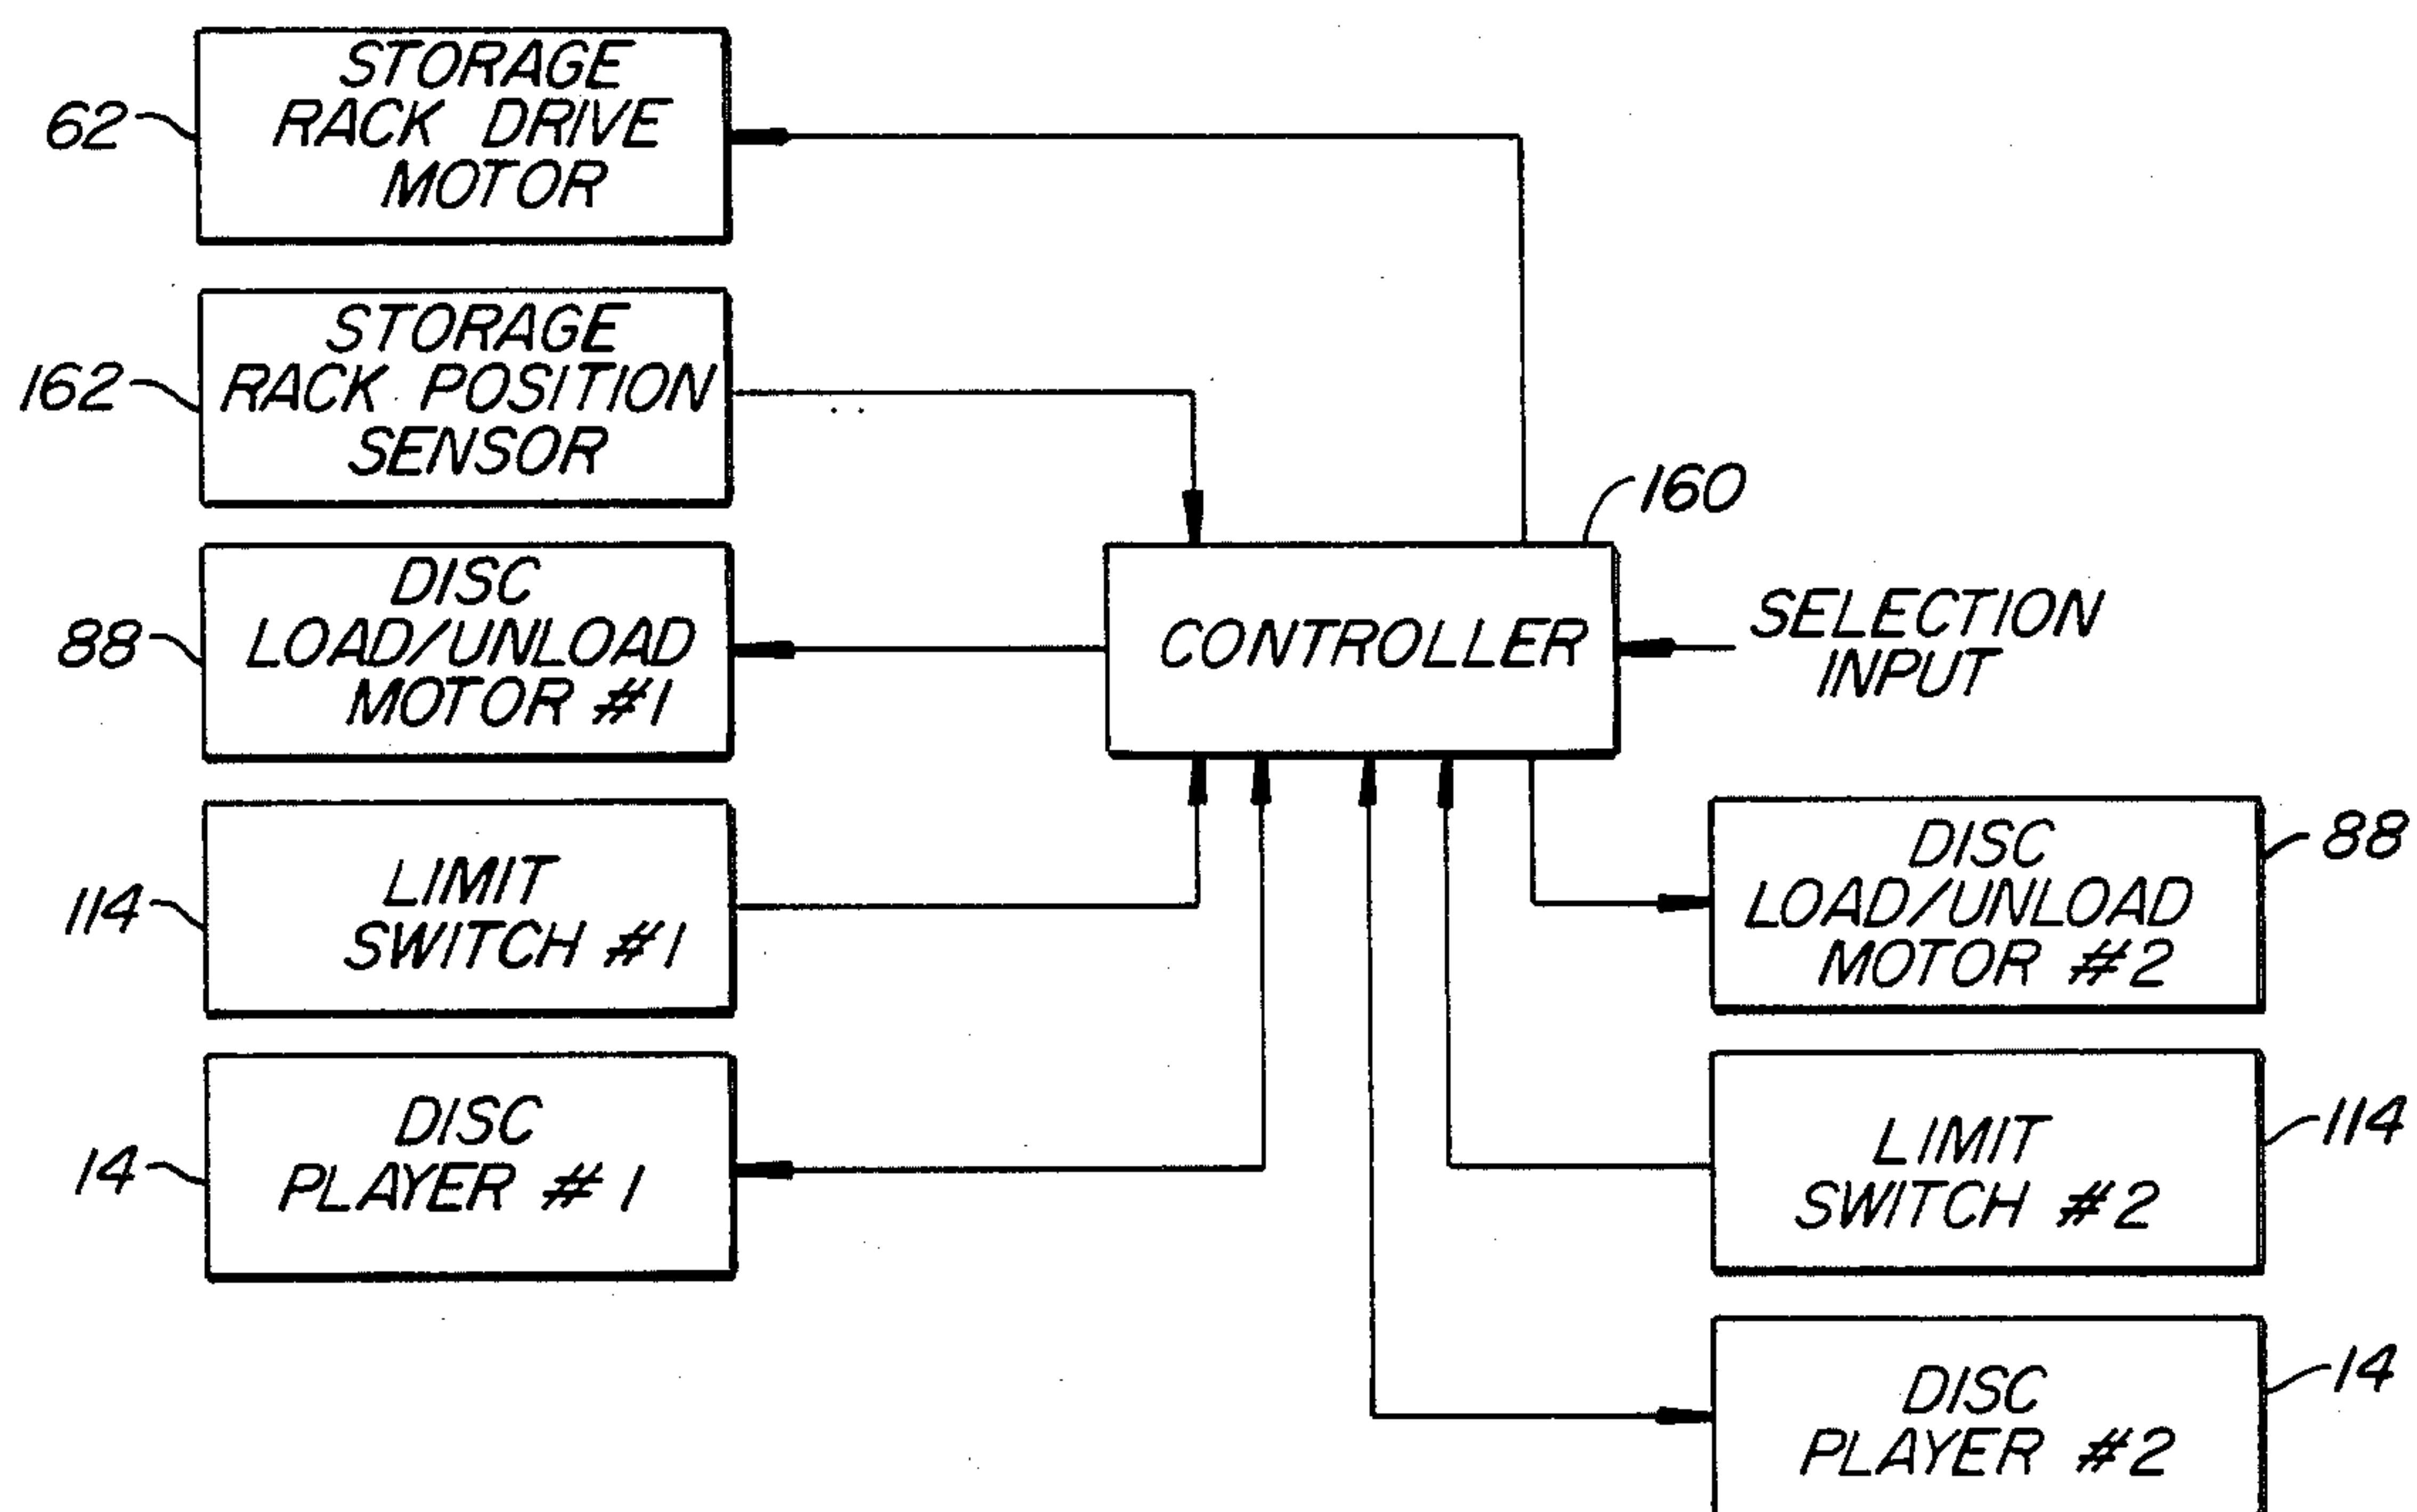 62
STORAGE
RACK DRIVE
MOTOR
162
STORAGE
RACK POSITION
SENSOR
88
DISC
LOAD/UNLOAD
MOTOR #1
114
LIMIT
SWITCH #1
14
DISC
PLAYER #1
160
CONTROLLER
SELECTION
INPUT
DISC
LOAD/UNLOAD
MOTOR #2
88
LIMIT
SWITCH #2
114
DISC
PLAYER #2
14